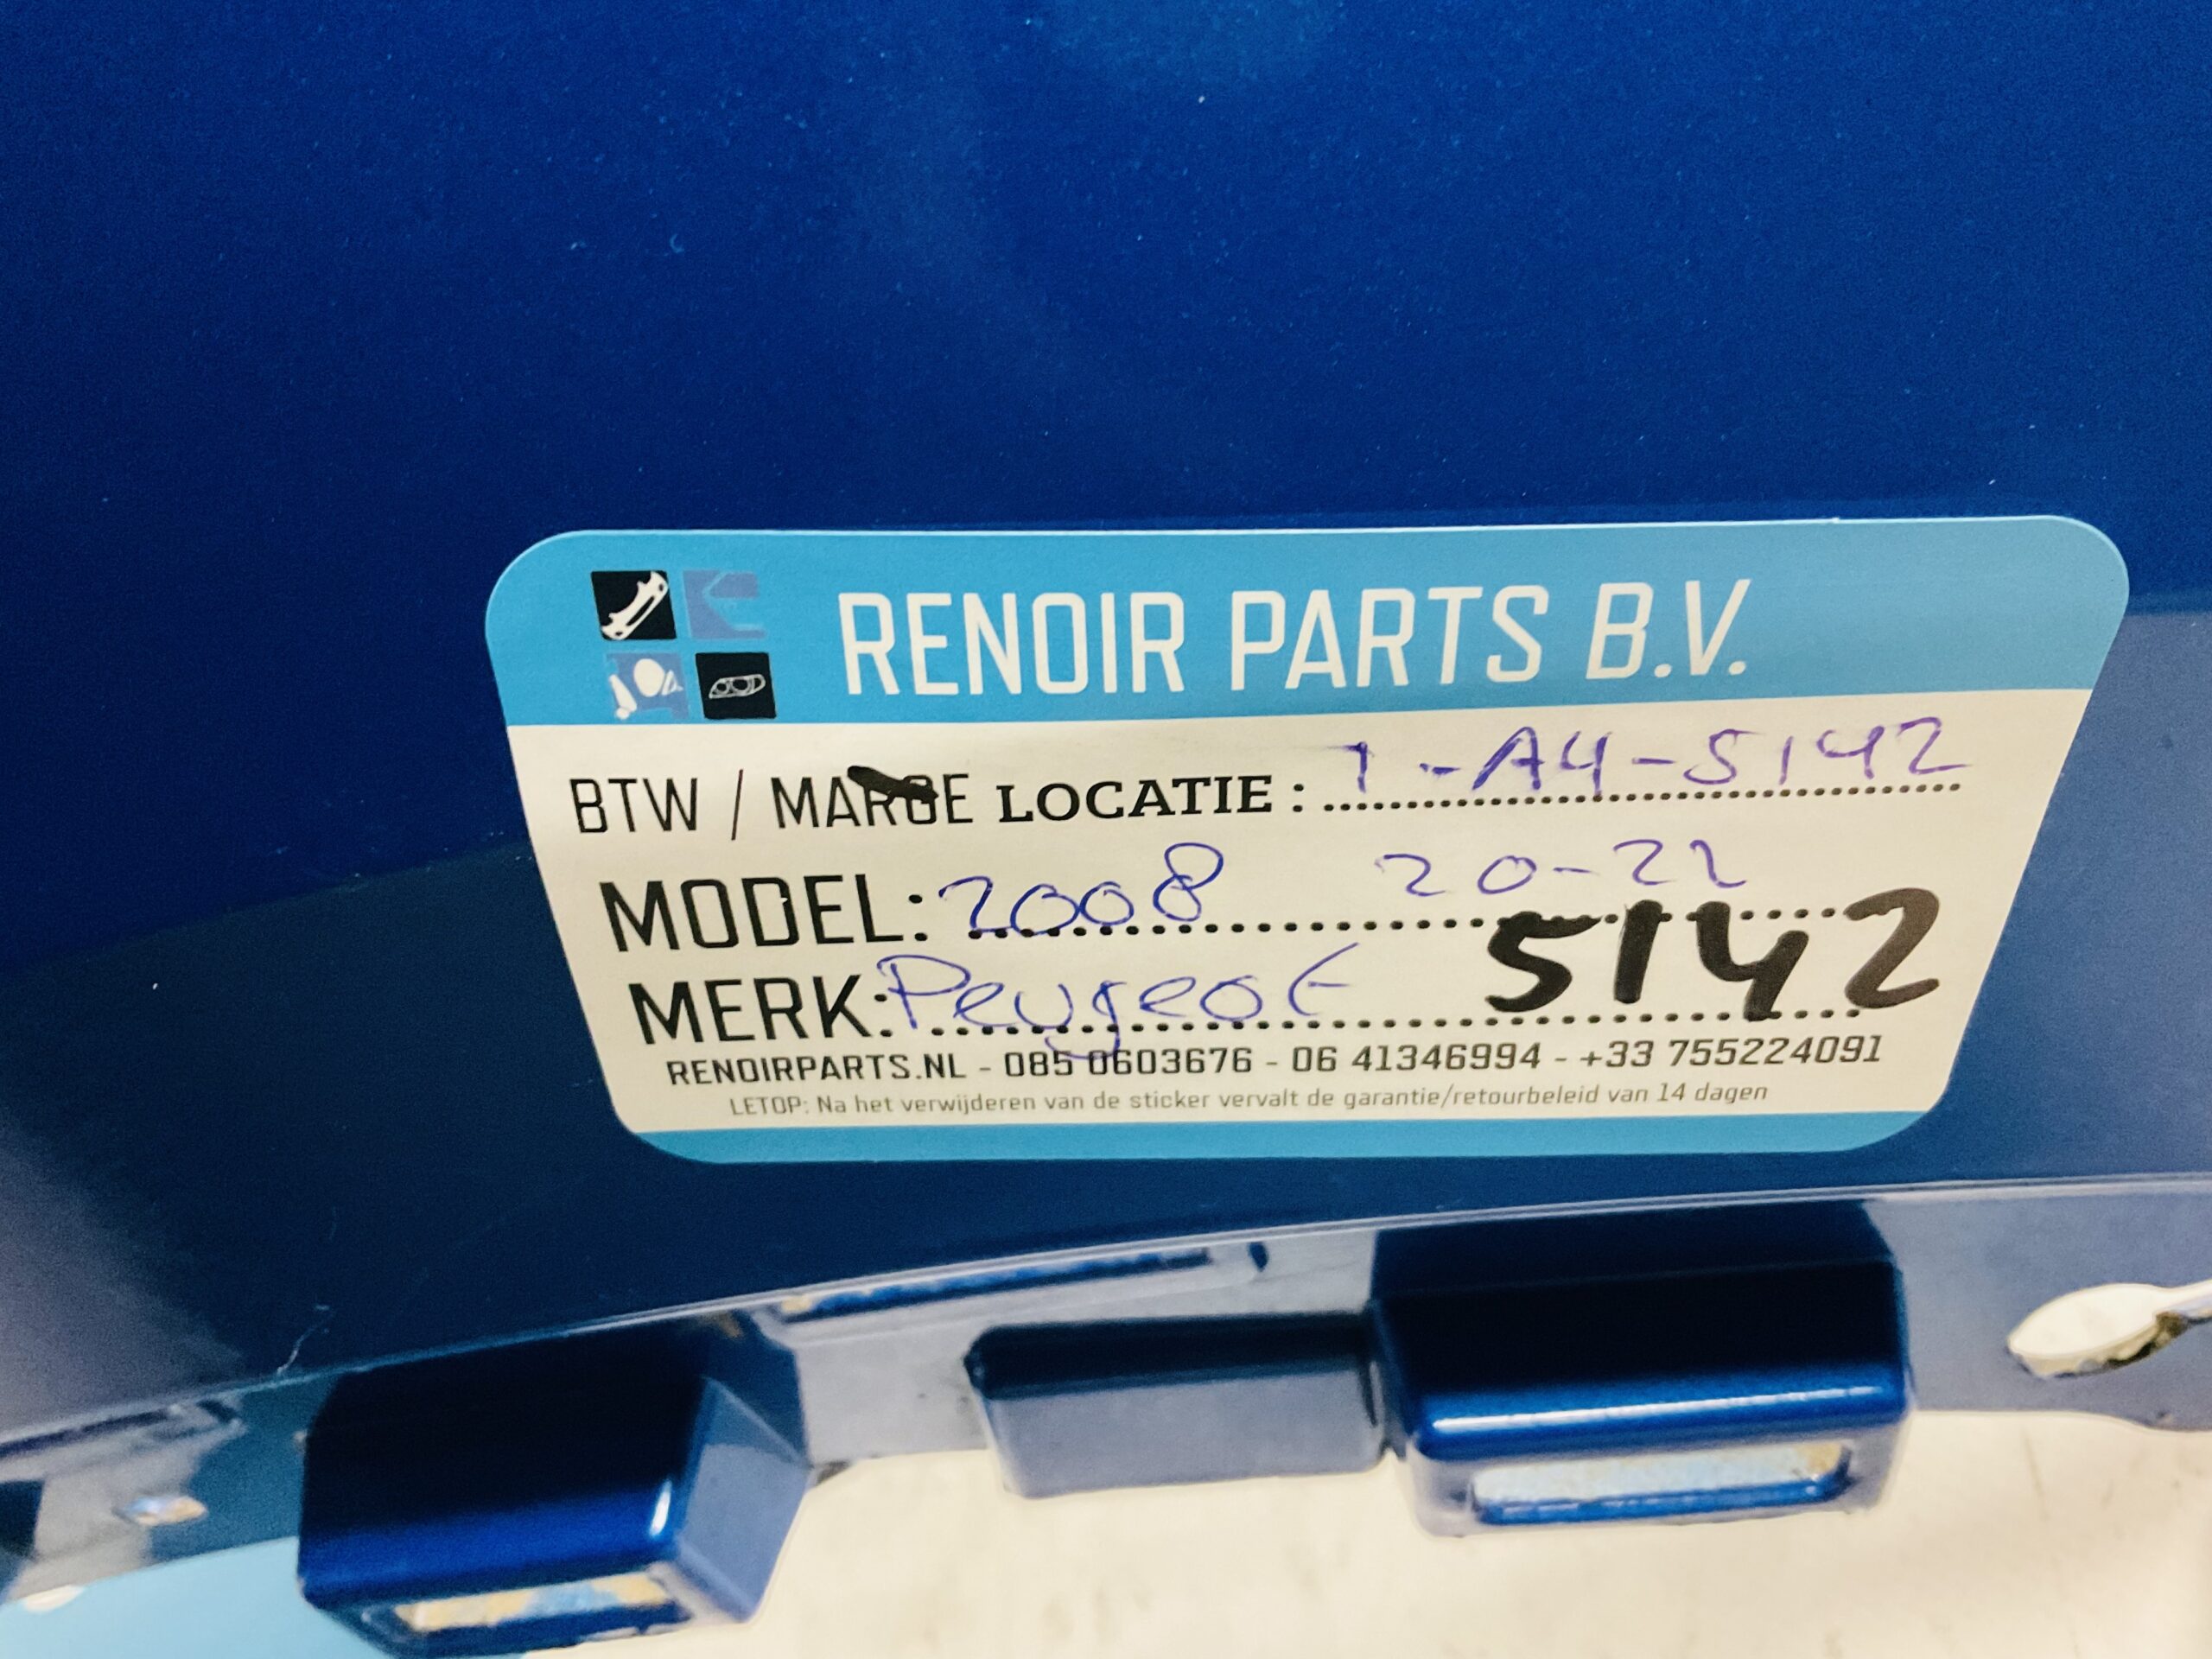 RENOIR PARTS B.V.
BTW / MARGE LOCATIE: 1-A4-5142
MODEL: 2008 20-22
MERK: Peugeot 5142
RENOIRPARTS.NL - 085 0603676 - 06 41346994 - +33 755224091
LETOP: Na het verwijderen van de sticker vervalt de garantie/retourbeleid van 14 dagen